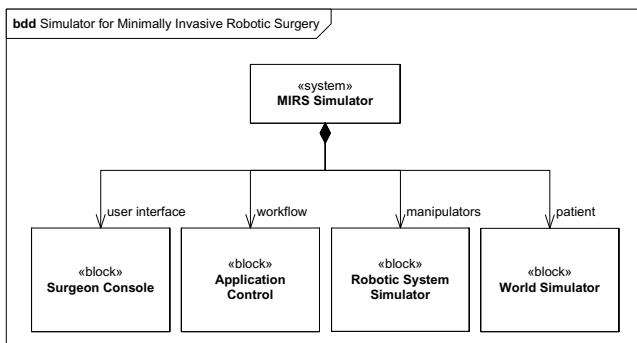 bdd Simulator for Minimally Invasive Robotic Surgery
«system»
MIRS Simulator
user interface
workflow
manipulators
patient
«block»
Surgeon Console
«block»
Application
Control
«block»
Robotic System
Simulator
«block»
World Simulator